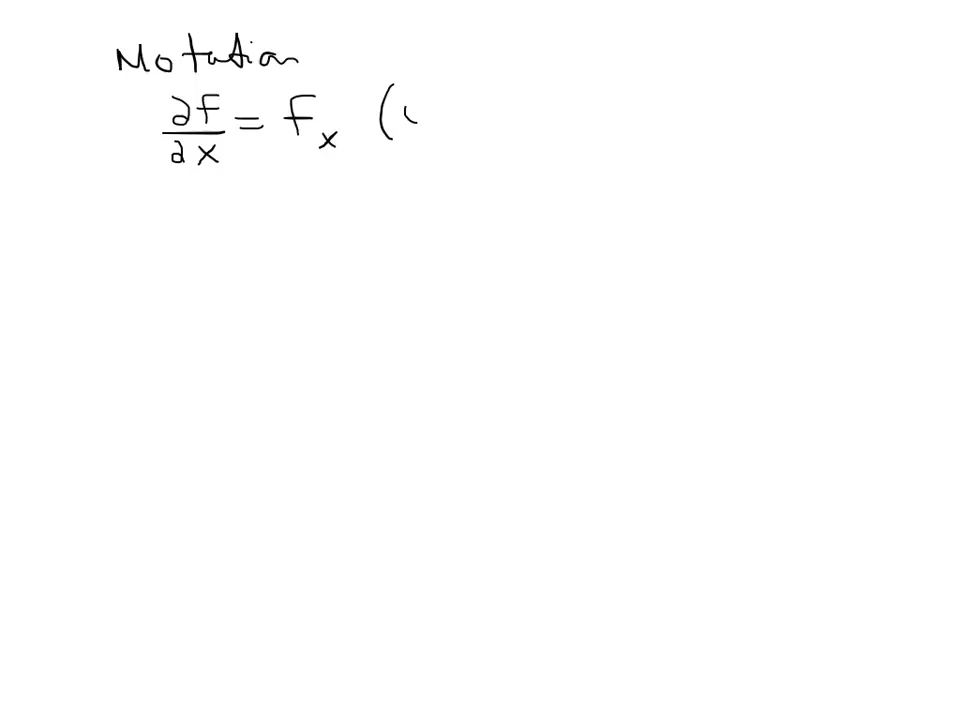 Notation
∂f/∂x = f_x (